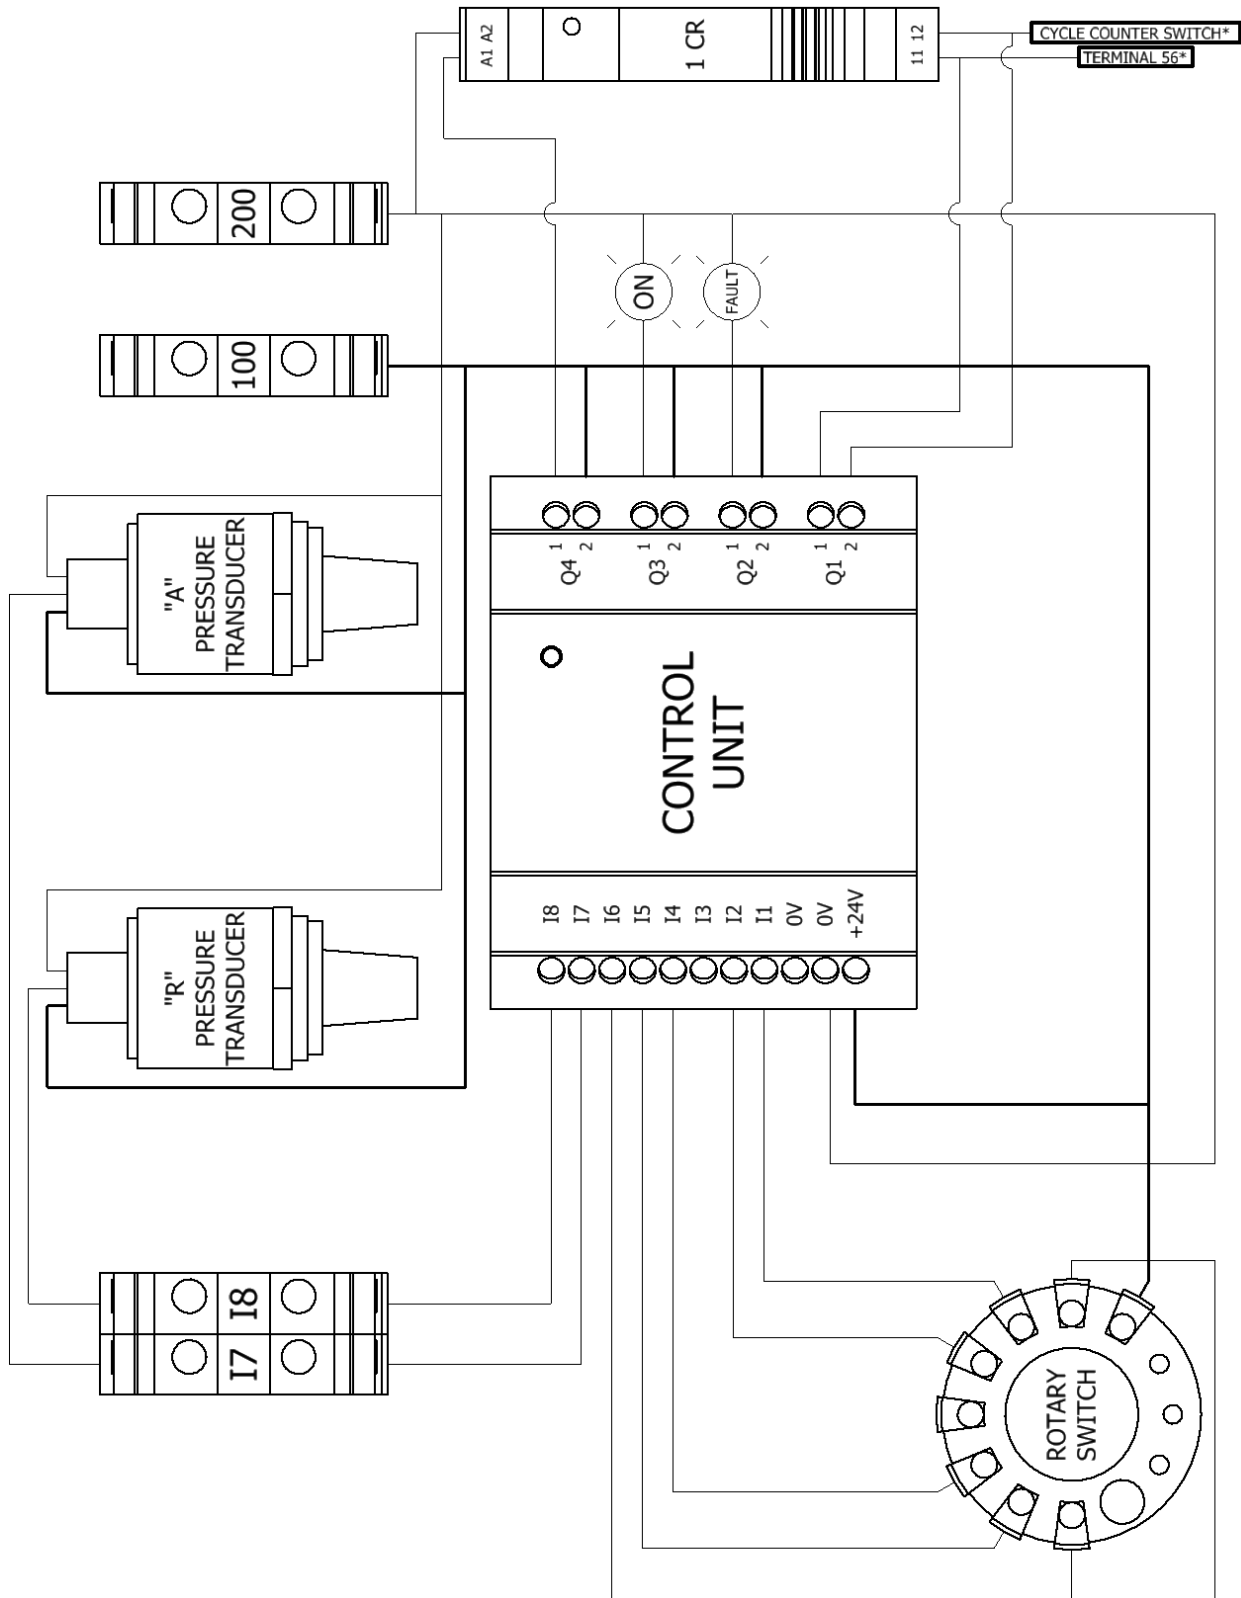 CYCLE COUNTER SWITCH*
TERMINAL 56*
A1 A2
1 CR
11 12
200
ON
FAULT
100
1 2
Q4
1 2
Q3
1 2
Q2
1 2
Q1
"A"
PRESSURE
TRANSDUCER
CONTROL
UNIT
I8
I7
I6
I5
I4
I3
I2
I1
0V
0V
+24V
"R"
PRESSURE
TRANSDUCER
I8
I7
ROTARY
SWITCH